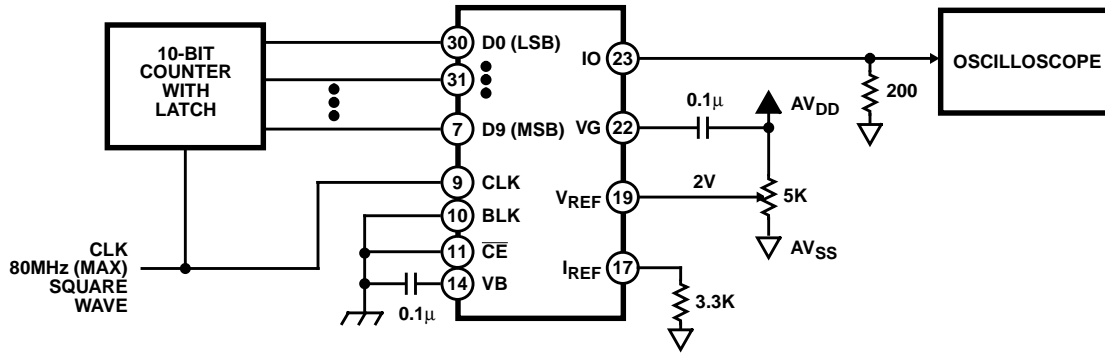 10-BIT
COUNTER
WITH
LATCH
30 D0 (LSB)
31
7 D9 (MSB)
9 CLK
10 BLK
11 CE
14 VB
0.1μ
CLK
80MHz (MAX)
SQUARE
WAVE
IO 23
VG 22
VREF 19
IREF 17
0.1μ
AVDD
2V
5K
AVSS
3.3K
200
OSCILLOSCOPE